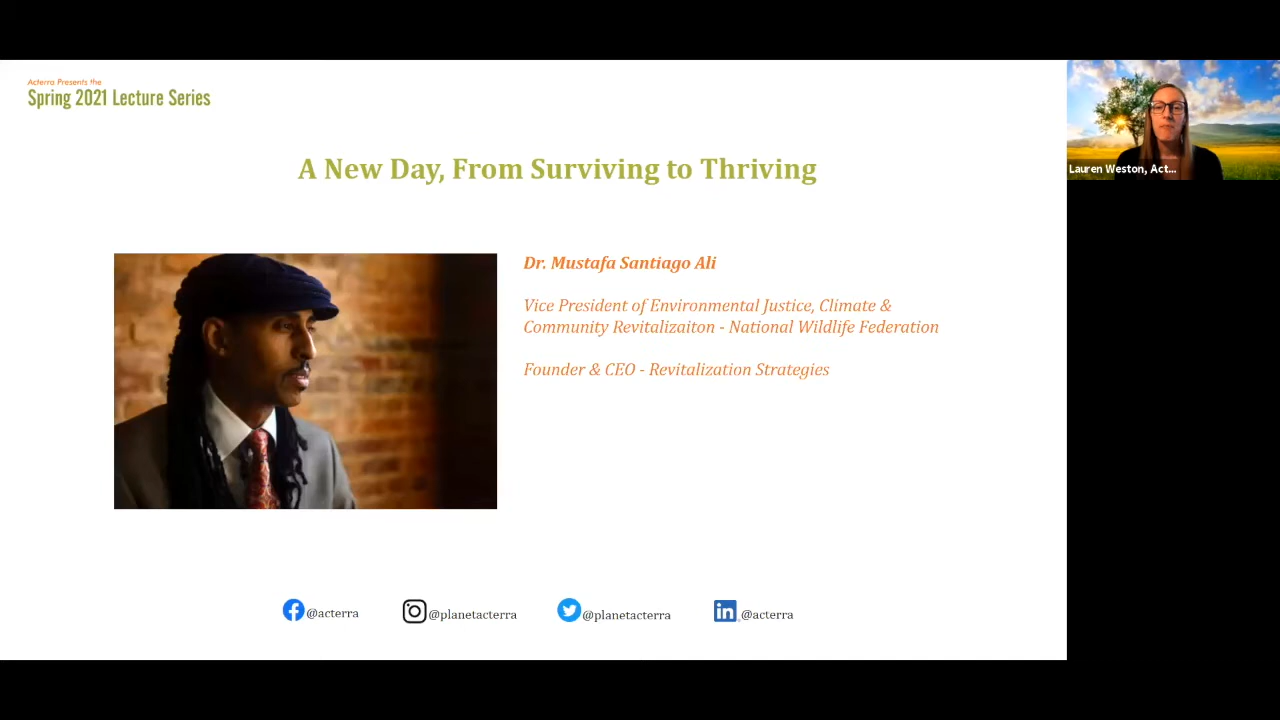 Acterra Presents the
Spring 2021 Lecture Series
A New Day, From Surviving to Thriving
Dr. Mustafa Santiago Ali
Vice President of Environmental Justice, Climate &
Community Revitalizaiton - National Wildlife Federation
Founder & CEO - Revitalization Strategies
@acterra
@planetacterra
@planetacterra
in @acterra
Lauren Weston, Act...